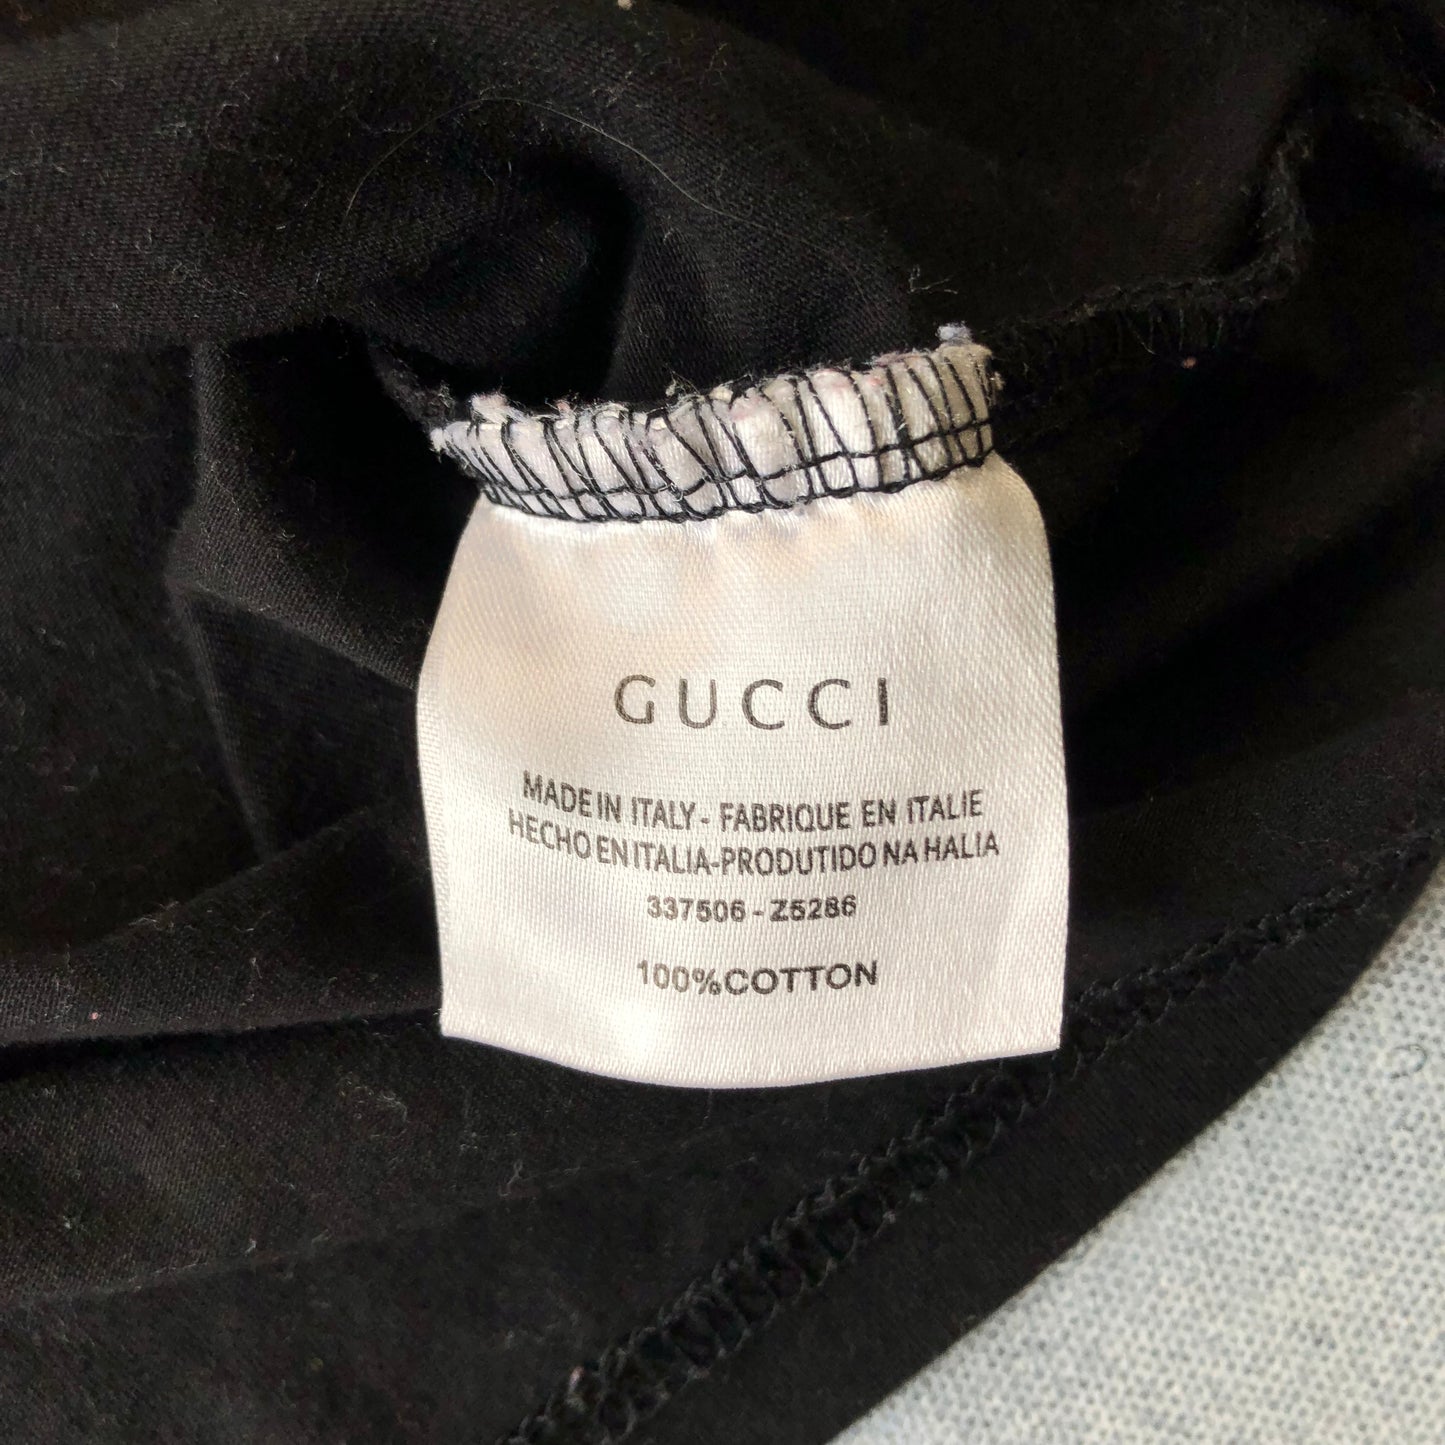 GUCCI
MADE IN ITALY - FABRIQUE EN ITALIE
HECHO EN ITALIA-PRODUTIDO NA HALIA
337506 - Z5286
100%COTTON